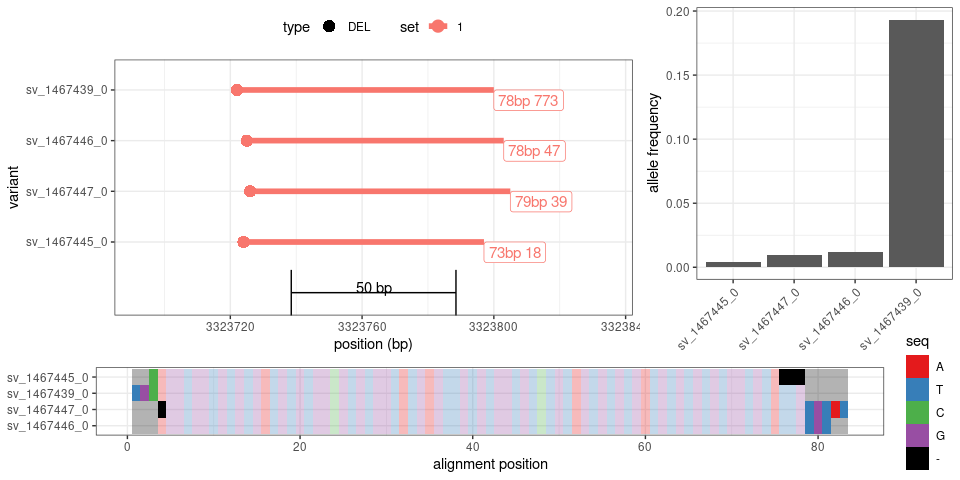 type DEL set 1
variant
sv_1467439_0
sv_1467446_0
sv_1467447_0
sv_1467445_0
78bp 773
78bp 47
79bp 39
73bp 18
50 bp
3323720 3323760 3323800 332384
position (bp)
allele frequency
0.20
0.15
0.10
0.05
0.00
sv_1467445_0 sv_1467447_0 sv_1467446_0 sv_1467439_0
sv_1467445_0
sv_1467439_0
sv_1467447_0
sv_1467446_0
0 20 40 60 80
alignment position
seq
A
T
C
G
-